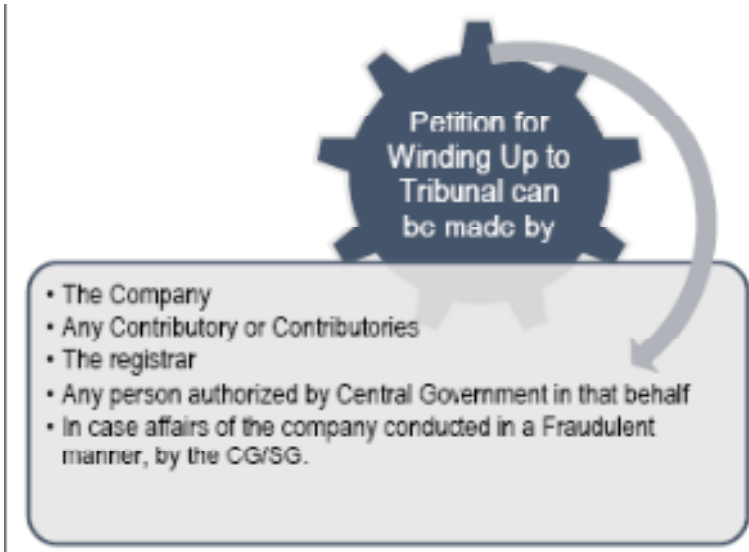 Petition for
Winding Up to
Tribunal can
be made by
• The Company
• Any Contributory or Contributories
• The registrar
• Any person authorized by Central Government in that behalf
• In case affairs of the company conducted in a Fraudulent
manner, by the CG/SG.